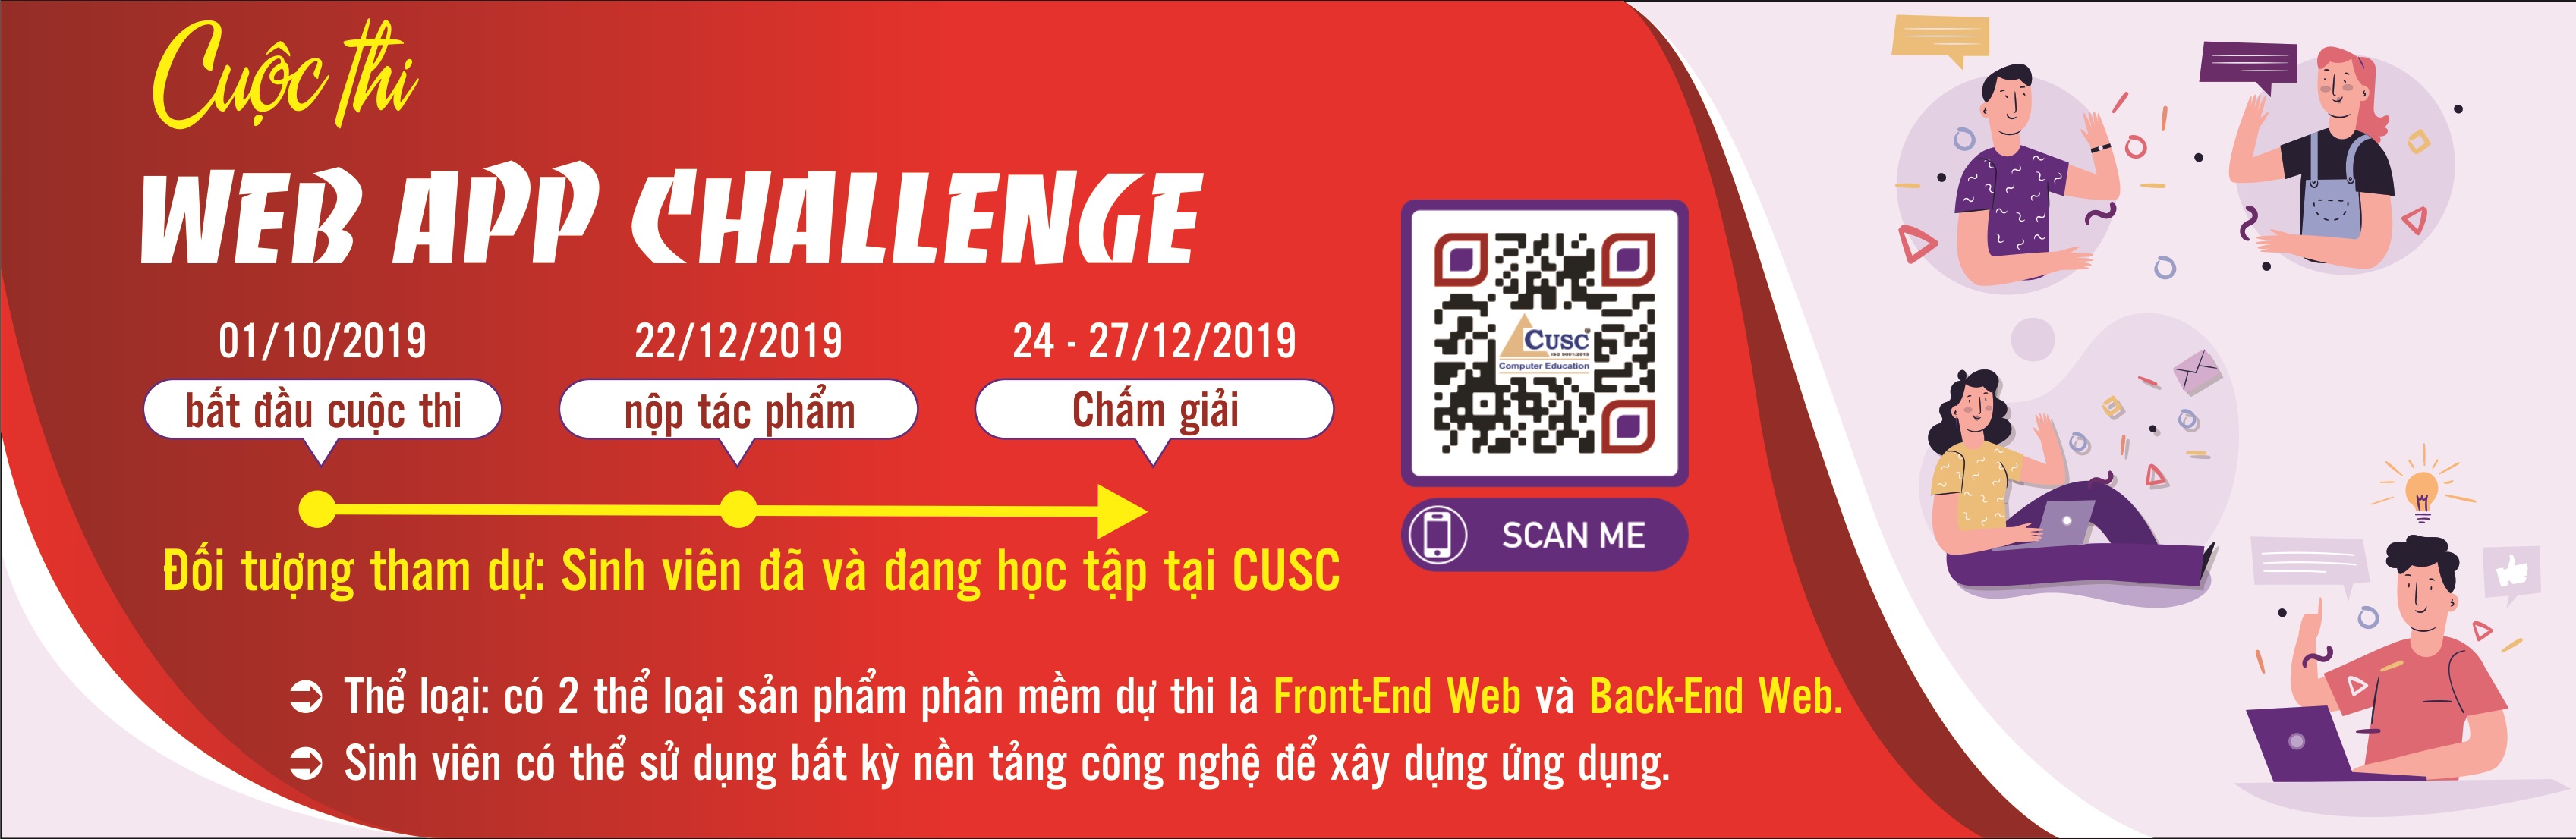 Cuộc thi
WEB APP CHALLENGE
01/10/2019
bắt đầu cuộc thi
22/12/2019
nộp tác phẩm
24 - 27/12/2019
Chấm giải
CUSC®
ISO 9001:2015
Computer Education
SCAN ME
Đối tượng tham dự: Sinh viên đã và đang học tập tại CUSC
Thể loại: có 2 thể loại sản phẩm phần mềm dự thi là Front-End Web và Back-End Web.
Sinh viên có thể sử dụng bất kỳ nền tảng công nghệ để xây dựng ứng dụng.